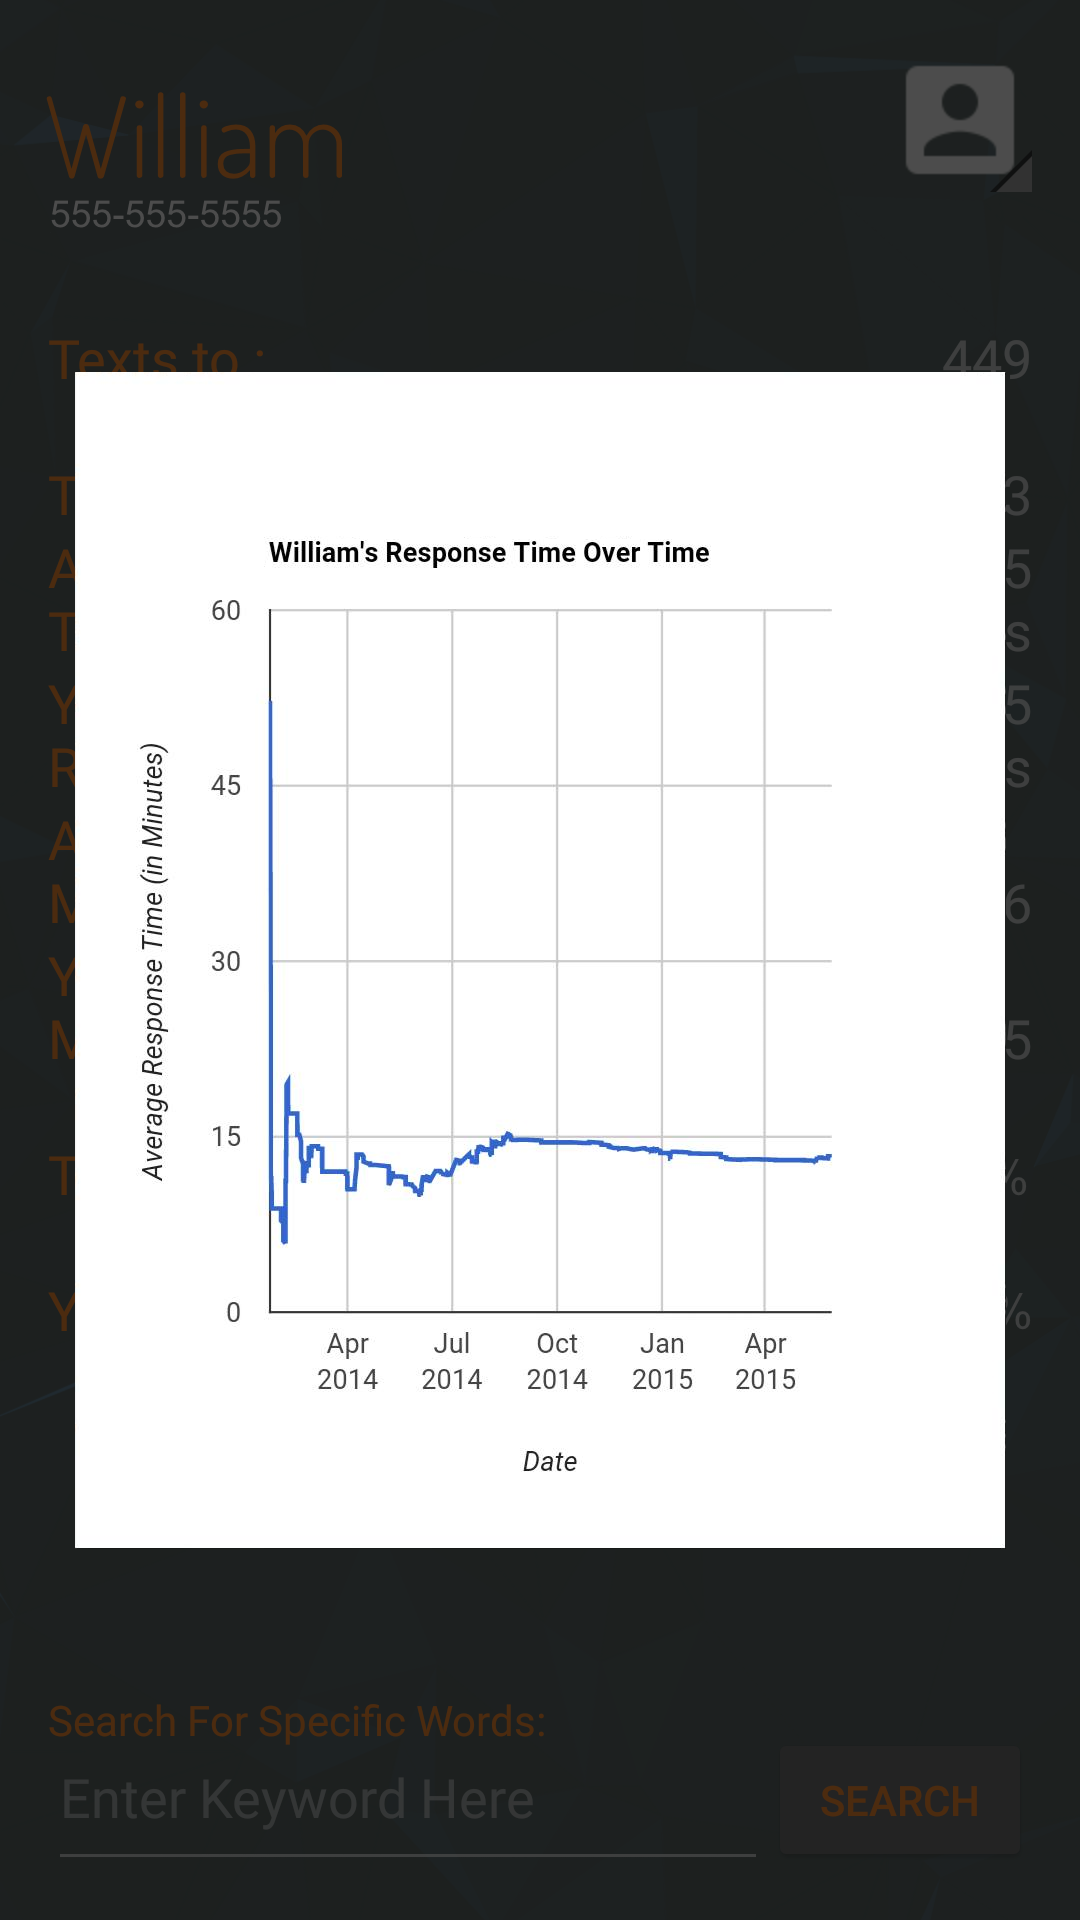 William
555-555-5555
Texts to : 449
William's Response Time Over Time
60
45
30
15
0
Average Response Time (in Minutes)
Apr 2014
Jul 2014
Oct 2014
Jan 2015
Apr 2015
Date
Search For Specific Words:
Enter Keyword Here
SEARCH